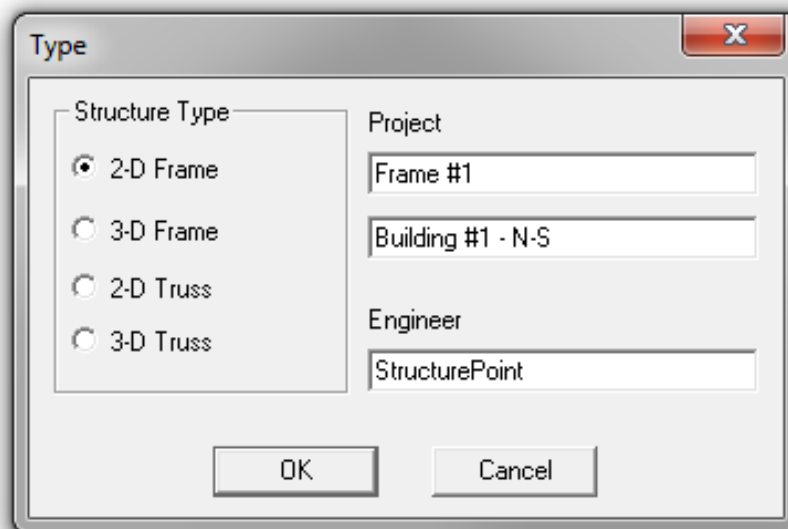 Type
Structure Type
2-D Frame
3-D Frame
2-D Truss
3-D Truss
Project
Frame #1
Building #1 - N-S
Engineer
StructurePoint
OK
Cancel